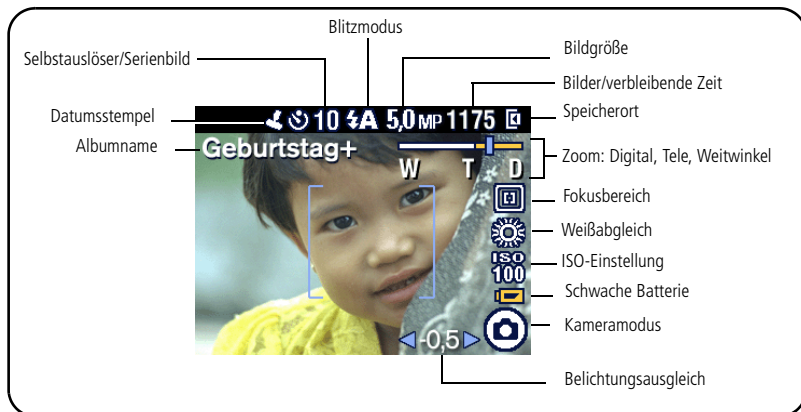 Blitzmodus
Bildgröße
Selbstauslöser/Serienbild
Bilder/verbleibende Zeit
Datumsstempel
10 A 5,0 MP 1175
Speicherort
Albumname
Geburtstag+
W T D
Zoom: Digital, Tele, Weitwinkel
Fokusbereich
Weißabgleich
ISO
100
ISO-Einstellung
Schwache Batterie
Kameramodus
-0,5
Belichtungsausgleich